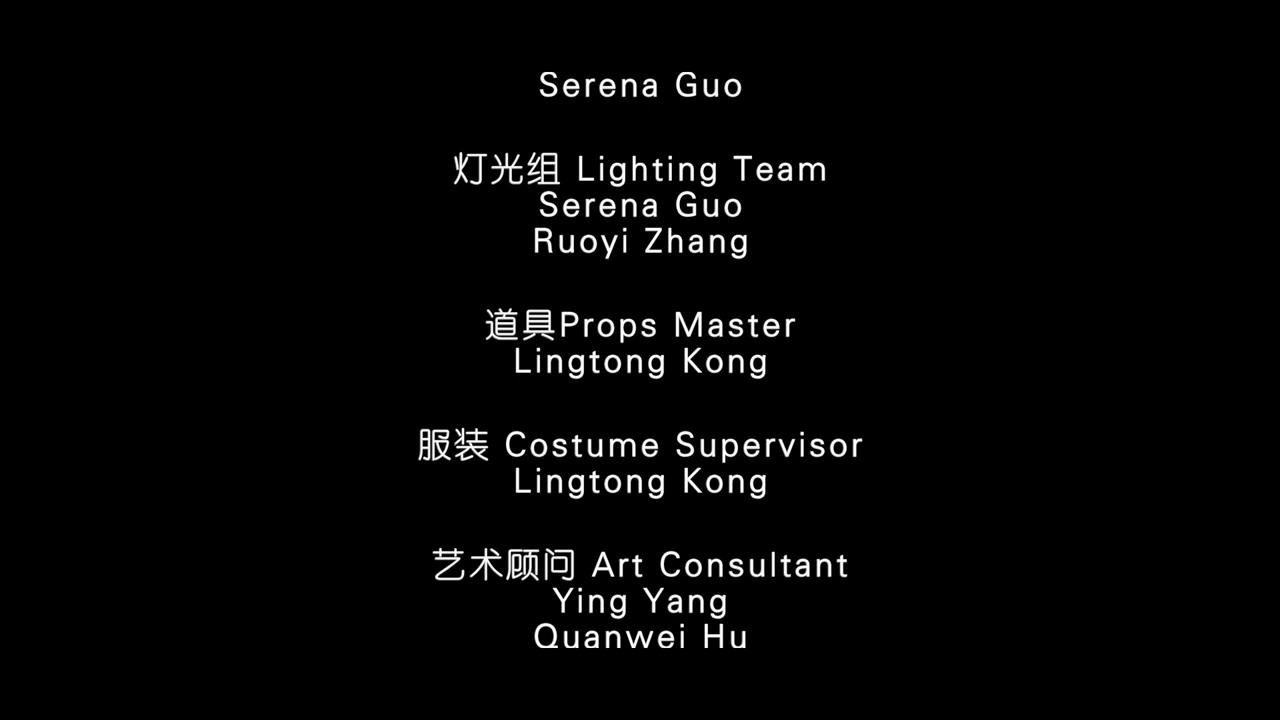 Serena Guo
灯光组 Lighting Team
Serena Guo
Ruoyi Zhang
道具Props Master
Lingtong Kong
服装 Costume Supervisor
Lingtong Kong
艺术顾问 Art Consultant
Ying Yang
Quanwei Hu